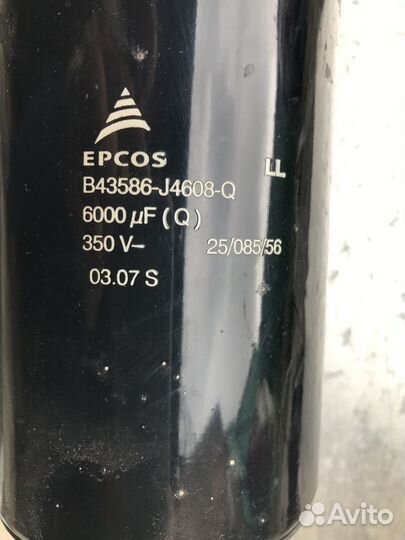 EPCOS LL
B43586-J4608-Q
6000 µF (Q)
350 V– 25/085/56
03.07 S
Avito